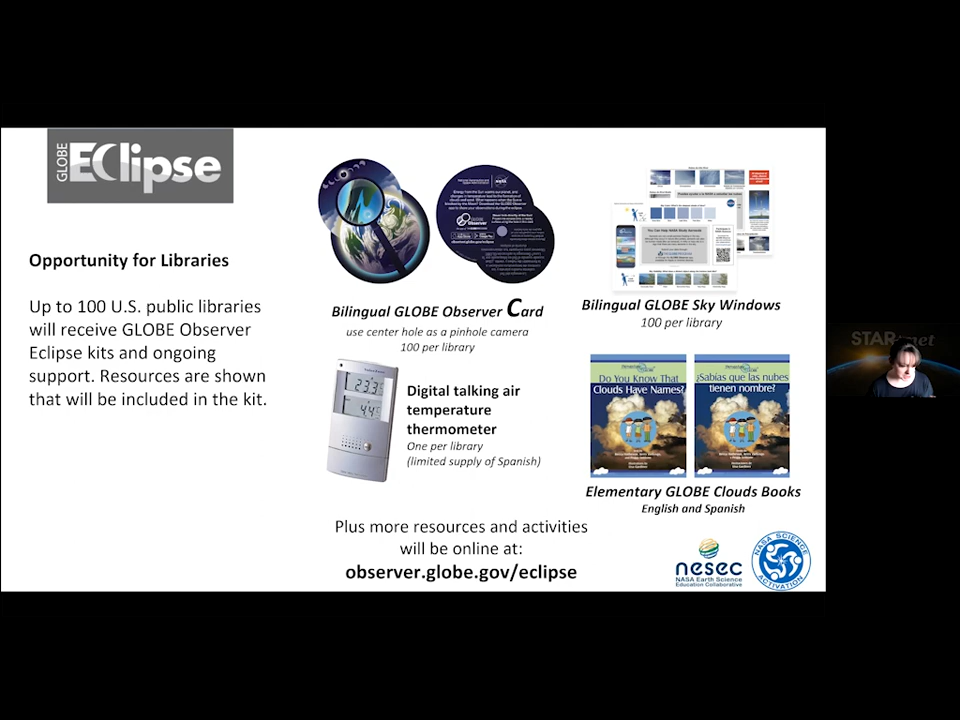 GLOBE
EClipse
Opportunity for Libraries
Up to 100 U.S. public libraries
will receive GLOBE Observer
Eclipse kits and ongoing
support. Resources are shown
that will be included in the kit.
Bilingual GLOBE Observer Card
use center hole as a pinhole camera
100 per library
Bilingual GLOBE Sky Windows
100 per library
23.3
4.4
Digital talking air
temperature
thermometer
One per library
(limited supply of Spanish)
Do You Know That
Clouds Have Names?
¿Sabías que las nubes
tienen nombre?
Elementary GLOBE Clouds Books
English and Spanish
Plus more resources and activities
will be online at:
observer.globe.gov/eclipse
nesec
NASA Earth Science
Education Collaborative
NASA SCIENCE
ACTIVATION
STAR net